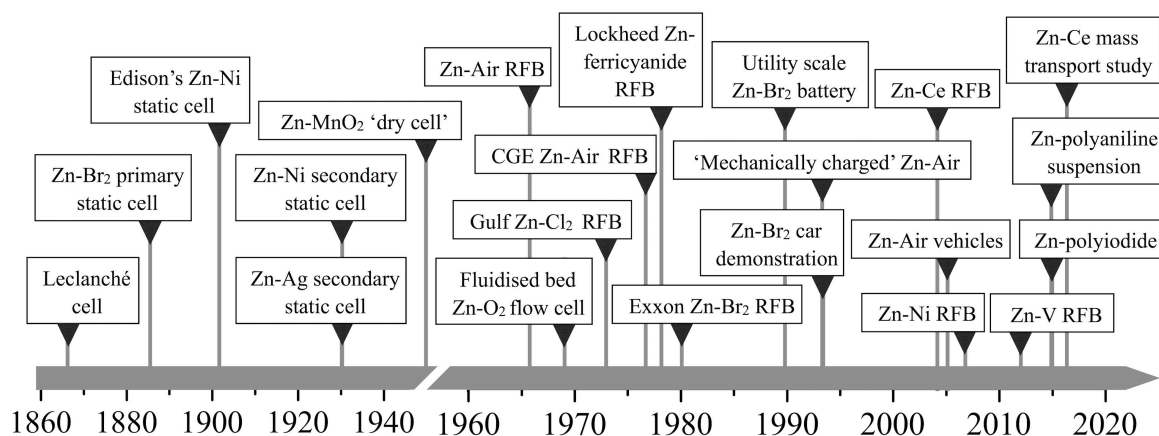 Edison’s Zn-Ni
static cell
Zn-Air RFB
Lockheed Zn-
ferricyanide
RFB
Utility scale
Zn-Br₂ battery
Zn-Ce RFB
Zn-Ce mass
transport study
Zn-MnO₂ ‘dry cell’
Zn-Br₂ primary
static cell
Zn-Ni secondary
static cell
CGE Zn-Air RFB
‘Mechanically charged’ Zn-Air
Zn-polyaniline
suspension
Leclanché
cell
Zn-Ag secondary
static cell
Gulf Zn-Cl₂ RFB
Fluidised bed
Zn-O₂ flow cell
Exxon Zn-Br₂ RFB
Zn-Br₂ car
demonstration
Zn-Air vehicles
Zn-polyiodide
Zn-Ni RFB
Zn-V RFB
1860 1880 1900 1920 1940 1960 1970 1980 1990 2000 2010 2020